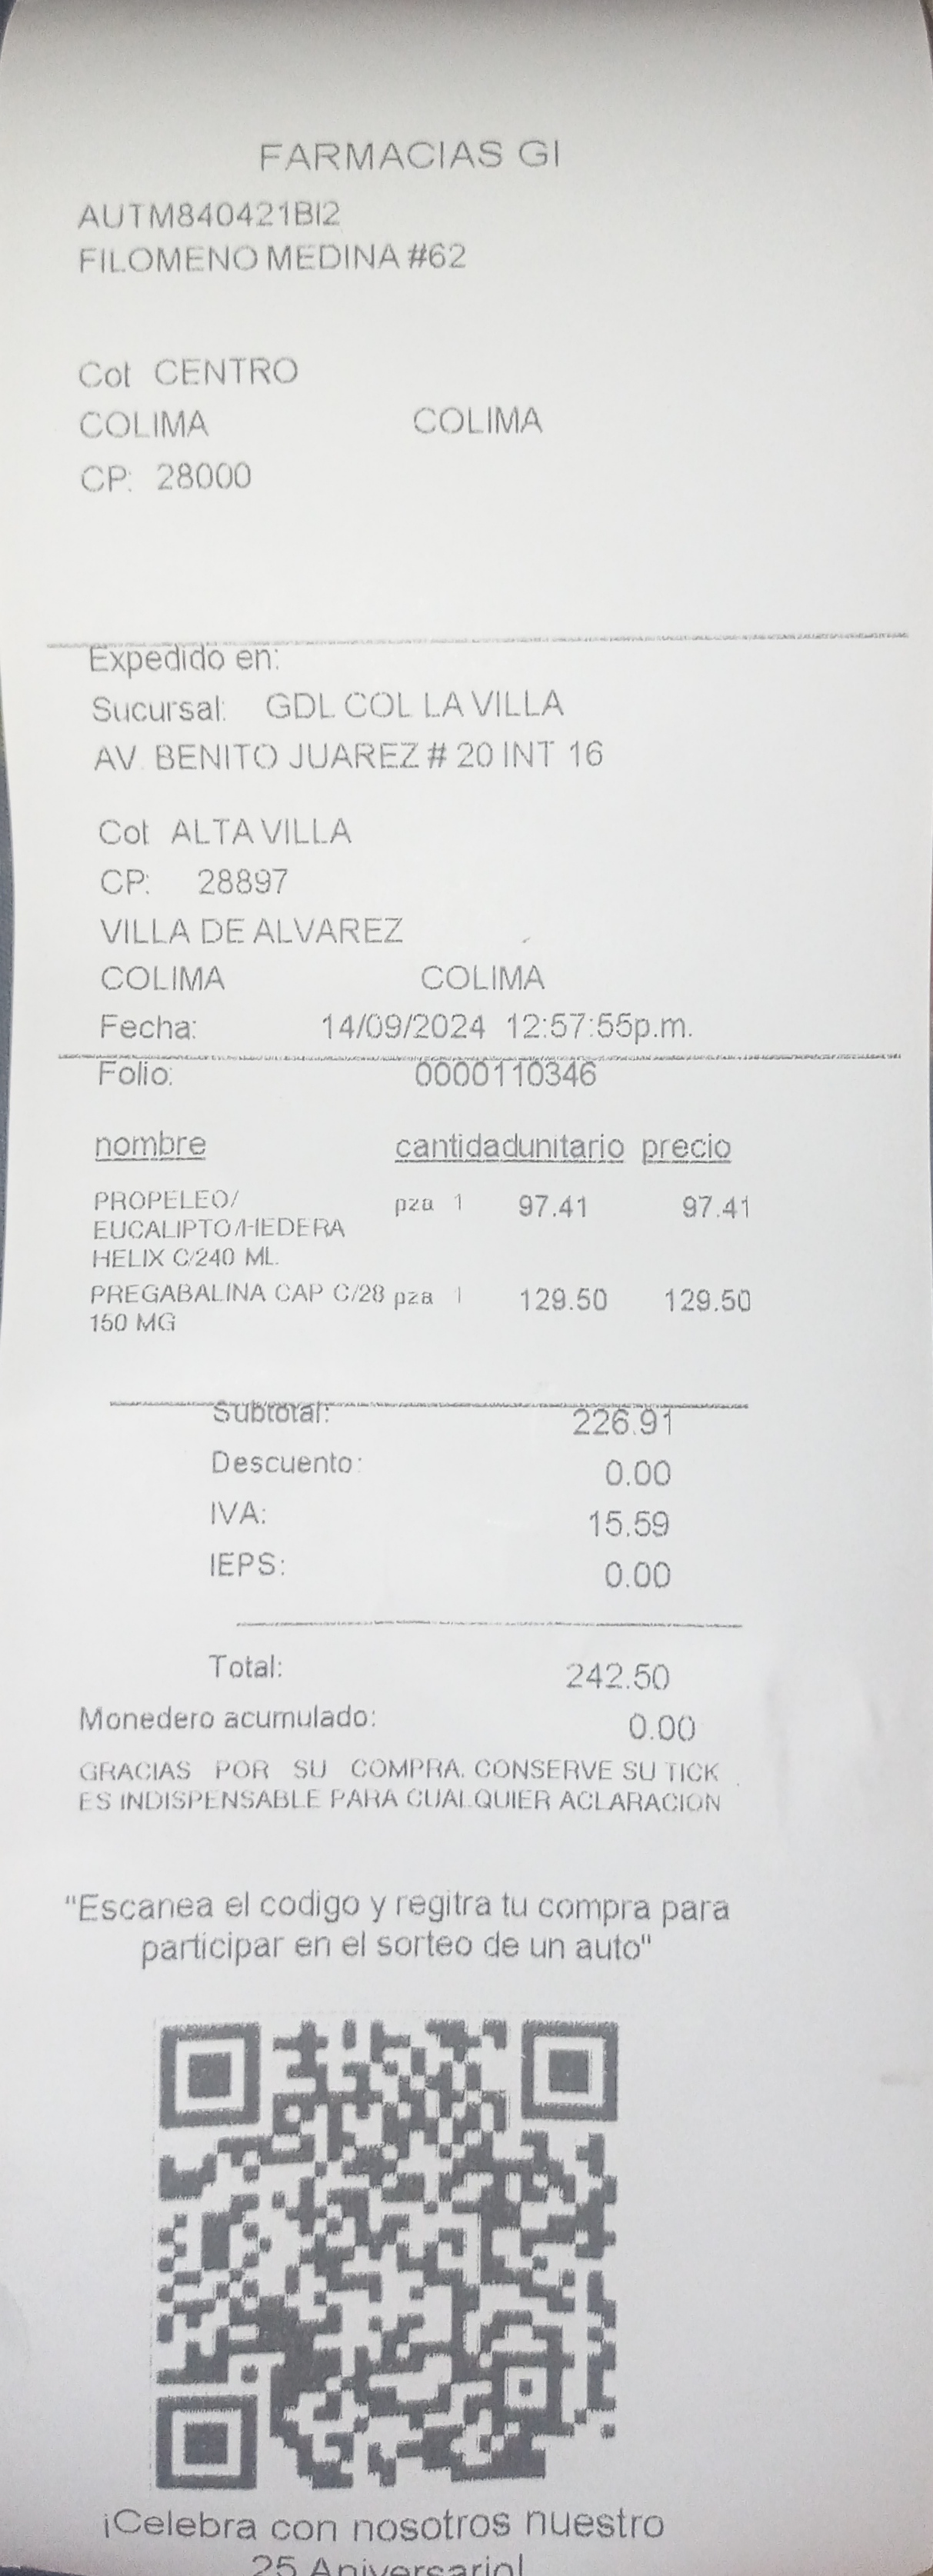 FARMACIAS GI
AUTM840421BI2
FILOMENO MEDINA #62
Col CENTRO
COLIMA COLIMA
CP: 28000
Expedido en:
Sucursal: GDL COL LA VILLA
AV. BENITO JUAREZ # 20 INT 16
Col ALTA VILLA
CP: 28897
VILLA DE ALVAREZ
COLIMA COLIMA
Fecha: 14/09/2024 12:57:55p.m.
Folio: 0000110346
nombre cantidadunitario precio
PROPELEO/ pza 1 97.41 97.41
EUCALIPTO/HEDERA
HELIX C/240 ML.
PREGABALINA CAP C/28 pza 1 129.50 129.50
150 MG
Subtotal: 226.91
Descuento: 0.00
IVA: 15.59
IEPS: 0.00
Total: 242.50
Monedero acumulado: 0.00
GRACIAS POR SU COMPRA. CONSERVE SU TICK
ES INDISPENSABLE PARA CUALQUIER ACLARACION
"Escanea el codigo y regitra tu compra para
participar en el sorteo de un auto"
¡Celebra con nosotros nuestro
25 Aniversario!